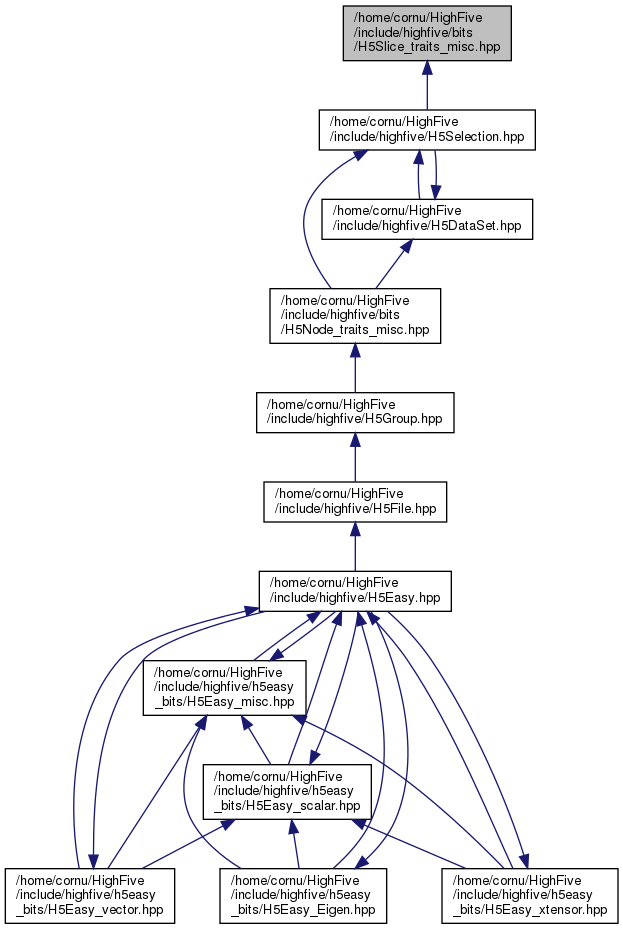 /home/cornu/HighFive
/include/highfive/bits
/H5Slice_traits_misc.hpp
/home/cornu/HighFive
/include/highfive/H5Selection.hpp
/home/cornu/HighFive
/include/highfive/H5DataSet.hpp
/home/cornu/HighFive
/include/highfive/bits
/H5Node_traits_misc.hpp
/home/cornu/HighFive
/include/highfive/H5Group.hpp
/home/cornu/HighFive
/include/highfive/H5File.hpp
/home/cornu/HighFive
/include/highfive/H5Easy.hpp
/home/cornu/HighFive
/include/highfive/h5easy
_bits/H5Easy_misc.hpp
/home/cornu/HighFive
/include/highfive/h5easy
_bits/H5Easy_scalar.hpp
/home/cornu/HighFive
/include/highfive/h5easy
_bits/H5Easy_vector.hpp
/home/cornu/HighFive
/include/highfive/h5easy
_bits/H5Easy_Eigen.hpp
/home/cornu/HighFive
/include/highfive/h5easy
_bits/H5Easy_xtensor.hpp